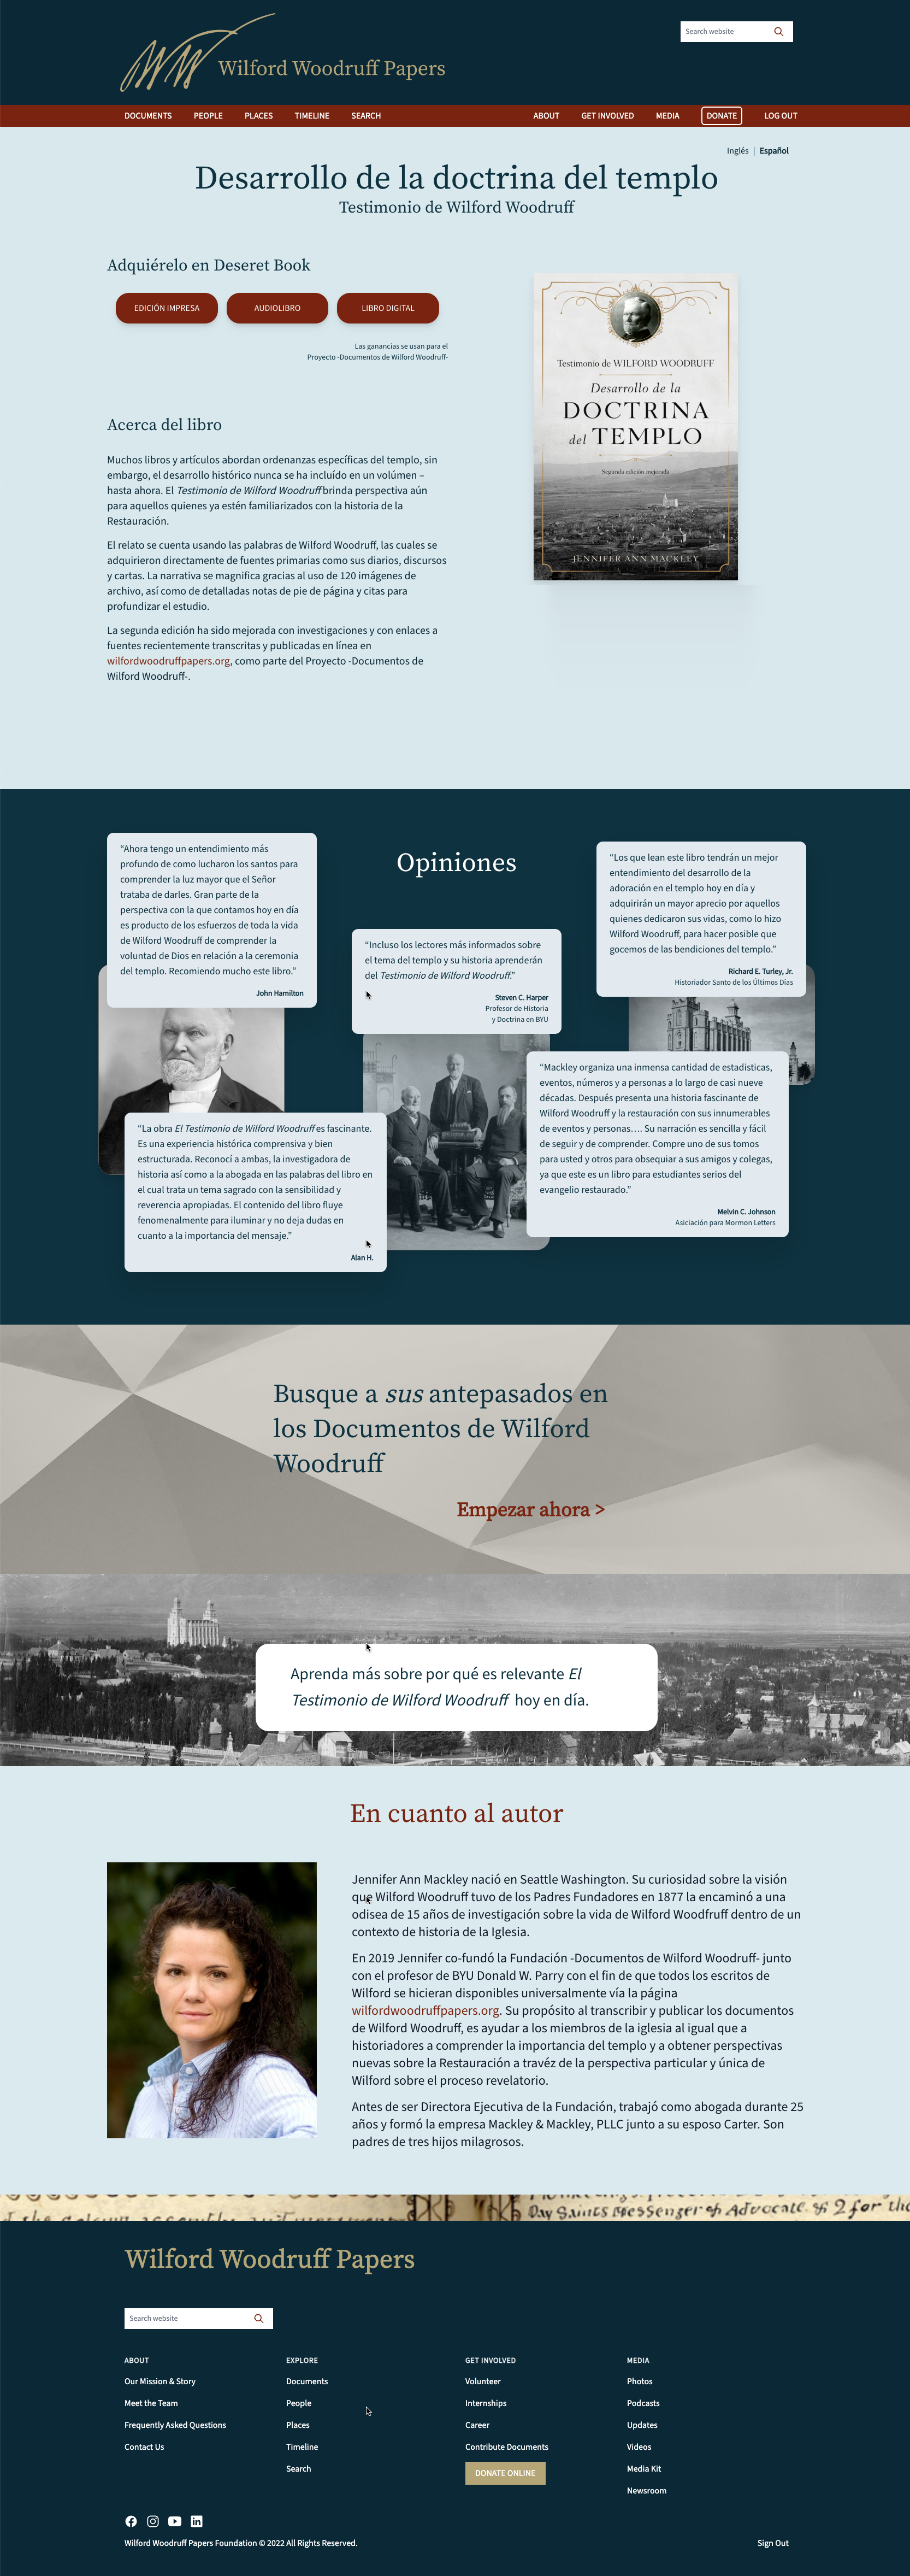 Wilford Woodruff Papers
Search website
DOCUMENTS PEOPLE PLACES TIMELINE SEARCH ABOUT GET INVOLVED MEDIA DONATE LOG OUT
Inglés | Español
Desarrollo de la doctrina del templo
Testimonio de Wilford Woodruff
Adquiérelo en Deseret Book
EDICIÓN IMPRESA AUDIOLIBRO LIBRO DIGITAL
Las ganancias se usan para el
Proyecto -Documentos de Wilford Woodruff-
Testimonio de WILFORD WOODRUFF
Desarrollo de la
DOCTRINA
del TEMPLO
Segunda edición mejorada
JENNIFER ANN MACKLEY
Acerca del libro
Muchos libros y artículos abordan ordenanzas específicas del templo, sin
embargo, el desarrollo histórico nunca se ha incluído en un volúmen –
hasta ahora. El Testimonio de Wilford Woodruff brinda perspectiva aún
para aquellos quienes ya estén familiarizados con la historia de la
Restauración.
El relato se cuenta usando las palabras de Wilford Woodruff, las cuales se
adquirieron directamente de fuentes primarias como sus diarios, discursos
y cartas. La narrativa se magnifica gracias al uso de 120 imágenes de
archivo, así como de detalladas notas de pie de página y citas para
profundizar el estudio.
La segunda edición ha sido mejorada con investigaciones y con enlaces a
fuentes recientemente transcritas y publicadas en línea en
wilfordwoodruffpapers.org, como parte del Proyecto -Documentos de
Wilford Woodruff-.
Opiniones
“Ahora tengo un entendimiento más
profundo de como lucharon los santos para
comprender la luz mayor que el Señor
trataba de darles. Gran parte de la
perspectiva con la que contamos hoy en día
es producto de los esfuerzos de toda la vida
de Wilford Woodruff de comprender la
voluntad de Dios en relación a la ceremonia
del templo. Recomiendo mucho este libro.”
John Hamilton
“Incluso los lectores más informados sobre
el tema del templo y su historia aprenderán
del Testimonio de Wilford Woodruff.”
Steven C. Harper
Profesor de Historia
y Doctrina en BYU
“Los que lean este libro tendrán un mejor
entendimiento del desarrollo de la
adoración en el templo hoy en día y
adquirirán un mayor aprecio por aquellos
quienes dedicaron sus vidas, como lo hizo
Wilford Woodruff, para hacer posible que
gocemos de las bendiciones del templo.”
Richard E. Turley, Jr.
Historiador Santo de los Últimos Días
“La obra El Testimonio de Wilford Woodruff es fascinante.
Es una experiencia histórica comprensiva y bien
estructurada. Reconocí a ambas, la investigadora de
historia así como a la abogada en las palabras del libro en
el cual trata un tema sagrado con la sensibilidad y
reverencia apropiadas. El contenido del libro fluye
fenomenalmente para iluminar y no deja dudas en
cuanto a la importancia del mensaje.”
Alan H.
“Mackley organiza una inmensa cantidad de estadisticas,
eventos, números y a personas a lo largo de casi nueve
décadas. Después presenta una historia fascinante de
Wilford Woodruff y la restauración con sus innumerables
de eventos y personas…. Su narración es sencilla y fácil
de seguir y de comprender. Compre uno de sus tomos
para usted y otros para obsequiar a sus amigos y colegas,
ya que este es un libro para estudiantes serios del
evangelio restaurado.”
Melvin C. Johnson
Asiciación para Mormon Letters
Busque a sus antepasados en
los Documentos de Wilford
Woodruff
Empezar ahora >
Aprenda más sobre por qué es relevante El
Testimonio de Wilford Woodruff hoy en día.
En cuanto al autor
Jennifer Ann Mackley nació en Seattle Washington. Su curiosidad sobre la visión
que Wilford Woodruff tuvo de los Padres Fundadores en 1877 la encaminó a una
odisea de 15 años de investigación sobre la vida de Wilford Woodfruff dentro de un
contexto de historia de la Iglesia.
En 2019 Jennifer co-fundó la Fundación -Documentos de Wilford Woodruff- junto
con el profesor de BYU Donald W. Parry con el fin de que todos los escritos de
Wilford se hicieran disponibles universalmente vía la página
wilfordwoodruffpapers.org. Su propósito al transcribir y publicar los documentos
de Wilford Woodruff, es ayudar a los miembros de la iglesia al igual que a
historiadores a comprender la importancia del templo y a obtener perspectivas
nuevas sobre la Restauración a travéz de la perspectiva particular y única de
Wilford sobre el proceso revelatorio.
Antes de ser Directora Ejecutiva de la Fundación, trabajó como abogada durante 25
años y formó la empresa Mackley & Mackley, PLLC junto a su esposo Carter. Son
padres de tres hijos milagrosos.
Day Saints Messenger & Advocate. & 2 for the
Wilford Woodruff Papers
Search website
ABOUT
Our Mission & Story
Meet the Team
Frequently Asked Questions
Contact Us
EXPLORE
Documents
People
Places
Timeline
Search
GET INVOLVED
Volunteer
Internships
Career
Contribute Documents
DONATE ONLINE
MEDIA
Photos
Podcasts
Updates
Videos
Media Kit
Newsroom
Wilford Woodruff Papers Foundation © 2022 All Rights Reserved.
Sign Out